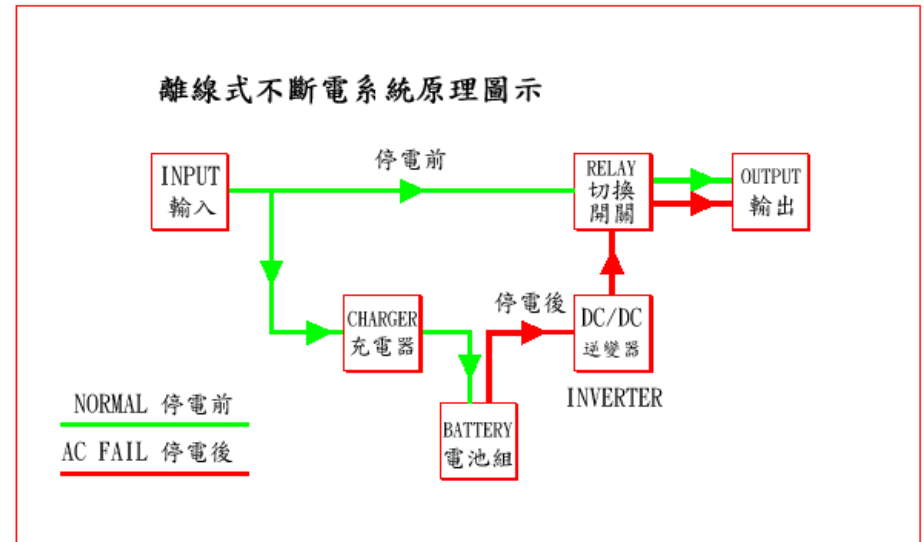 離線式不斷電系統原理圖示
停電前
INPUT
輸入
RELAY
切換
開關
OUTPUT
輸出
停電後
CHARGER
充電器
DC/DC
逆變器
INVERTER
NORMAL 停電前
AC FAIL 停電後
BATTERY
電池組